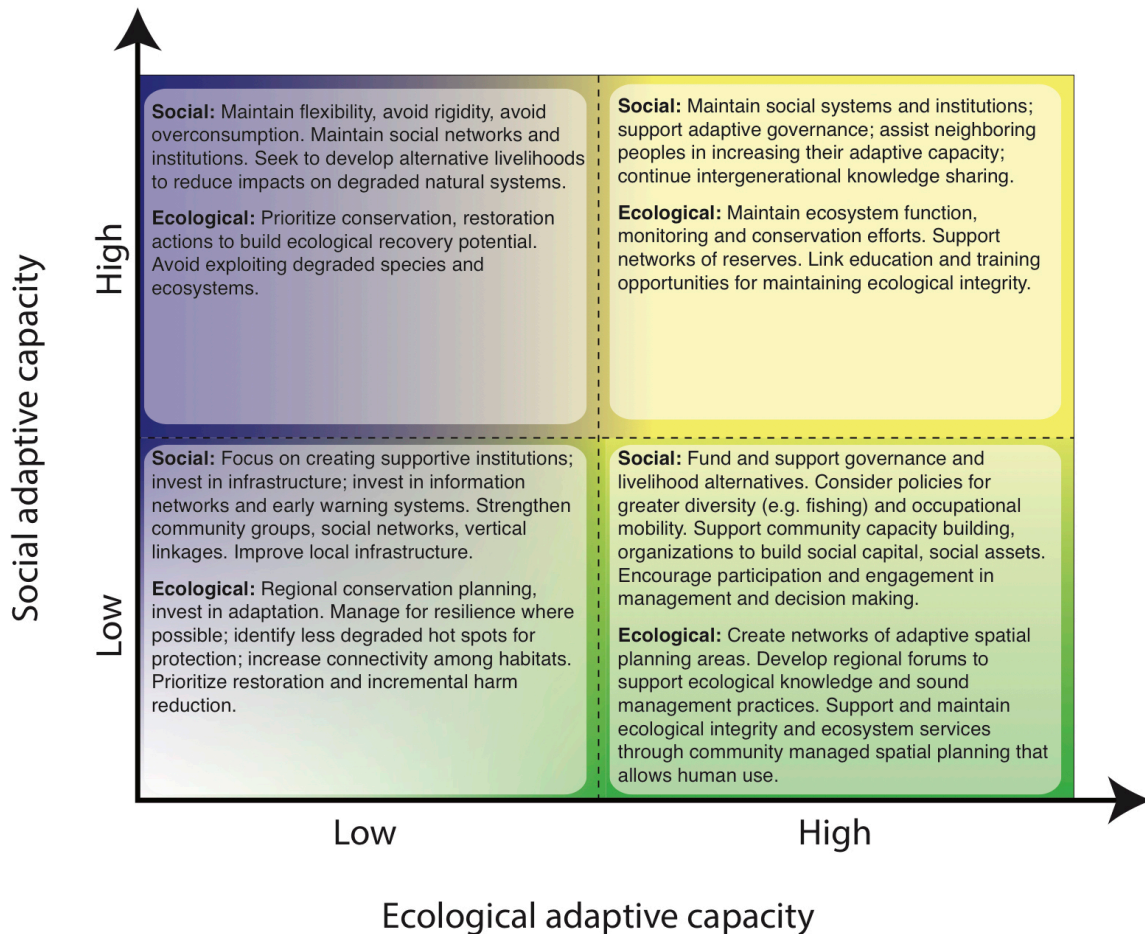 Social adaptive capacity
High
Low
Social: Maintain flexibility, avoid rigidity, avoid
overconsumption. Maintain social networks and
institutions. Seek to develop alternative livelihoods
to reduce impacts on degraded natural systems.
Ecological: Prioritize conservation, restoration
actions to build ecological recovery potential.
Avoid exploiting degraded species and
ecosystems.
Social: Maintain social systems and institutions;
support adaptive governance; assist neighboring
peoples in increasing their adaptive capacity;
continue intergenerational knowledge sharing.
Ecological: Maintain ecosystem function,
monitoring and conservation efforts. Support
networks of reserves. Link education and training
opportunities for maintaining ecological integrity.
Social: Focus on creating supportive institutions;
invest in infrastructure; invest in information
networks and early warning systems. Strengthen
community groups, social networks, vertical
linkages. Improve local infrastructure.
Ecological: Regional conservation planning,
invest in adaptation. Manage for resilience where
possible; identify less degraded hot spots for
protection; increase connectivity among habitats.
Prioritize restoration and incremental harm
reduction.
Social: Fund and support governance and
livelihood alternatives. Consider policies for
greater diversity (e.g. fishing) and occupational
mobility. Support community capacity building,
organizations to build social capital, social assets.
Encourage participation and engagement in
management and decision making.
Ecological: Create networks of adaptive spatial
planning areas. Develop regional forums to
support ecological knowledge and sound
management practices. Support and maintain
ecological integrity and ecosystem services
through community managed spatial planning that
allows human use.
Low
High
Ecological adaptive capacity